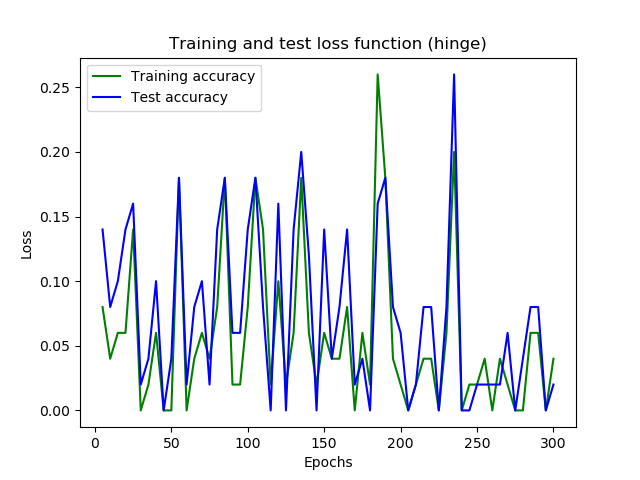 Training and test loss function (hinge)
Training accuracy
Test accuracy
Loss
0.25
0.20
0.15
0.10
0.05
0.00
0 50 100 150 200 250 300
Epochs